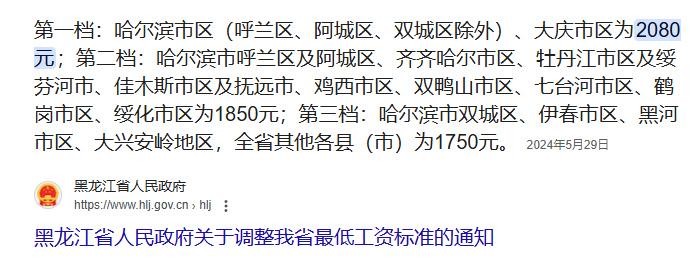 第一档：哈尔滨市区（呼兰区、阿城区、双城区除外）、大庆市区为2080
元；第二档：哈尔滨市呼兰区及阿城区、齐齐哈尔市区、牡丹江市区及绥
芬河市、佳木斯市区及抚远市、鸡西市区、双鸭山市区、七台河市区、鹤
岗市区、绥化市区为1850元；第三档：哈尔滨市双城区、伊春市区、黑河
市区、大兴安岭地区，全省其他各县（市）为1750元。 2024年5月29日
黑龙江省人民政府
https://www.hlj.gov.cn › hlj
黑龙江省人民政府关于调整我省最低工资标准的通知